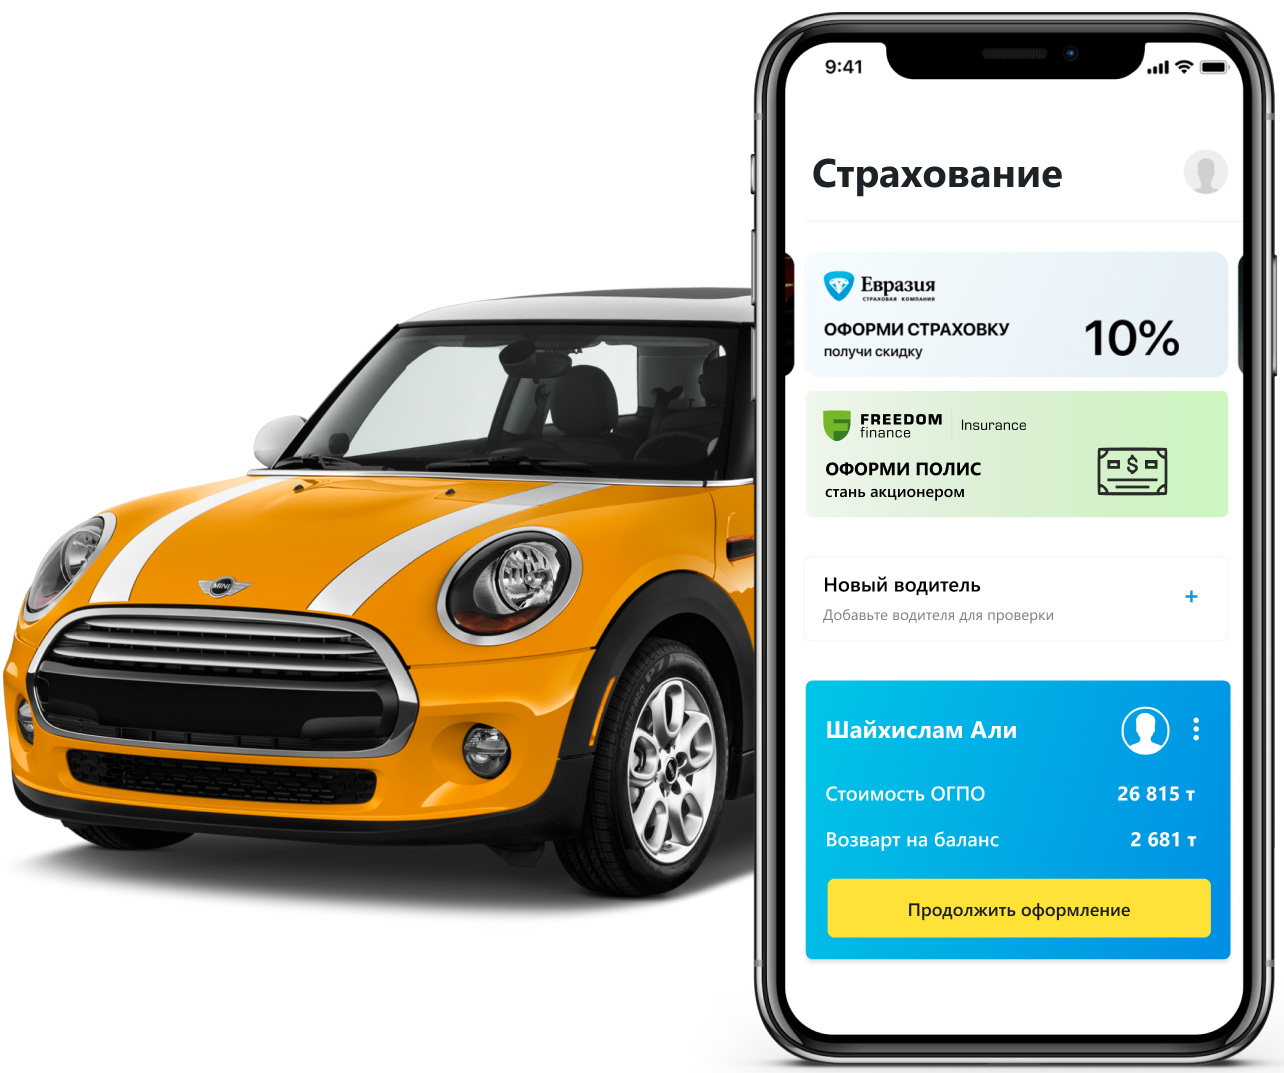 9:41
Страхование
Евразия
СТРАХОВАЯ КОМПАНИЯ
ОФОРМИ СТРАХОВКУ
получи скидку
10%
FREEDOM
finance
Insurance
ОФОРМИ ПОЛИС
стань акционером
$
Новый водитель
+
Добавьте водителя для проверки
Шайхислам Али
Стоимость ОГПО 26 815 т
Возварт на баланс 2 681 т
Продолжить оформление
MINI